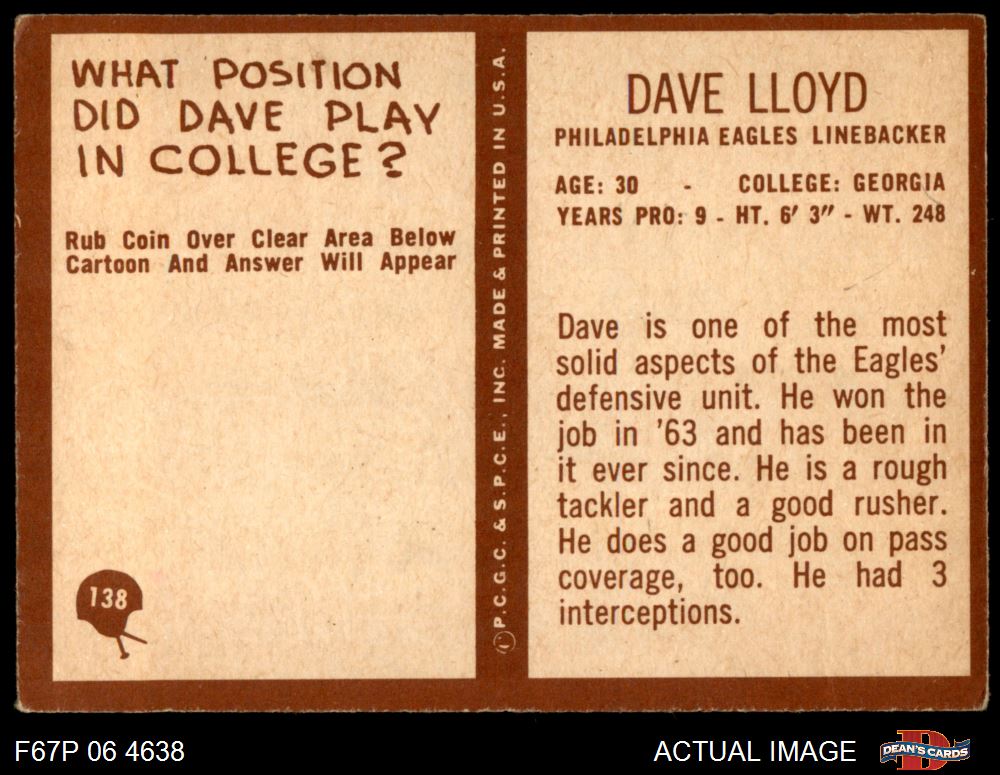 WHAT POSITION
DID DAVE PLAY
IN COLLEGE?
Rub Coin Over Clear Area Below
Cartoon And Answer Will Appear
138
© P.C.G.C. & S.P.C.E., INC. MADE & PRINTED IN U.S.A.
DAVE LLOYD
PHILADELPHIA EAGLES LINEBACKER
AGE: 30 - COLLEGE: GEORGIA
YEARS PRO: 9 - HT. 6' 3" - WT. 248
Dave is one of the most
solid aspects of the Eagles'
defensive unit. He won the
job in '63 and has been in
it ever since. He is a rough
tackler and a good rusher.
He does a good job on pass
coverage, too. He had 3
interceptions.
F67P 06 4638
ACTUAL IMAGE
D
DEAN'S CARDS